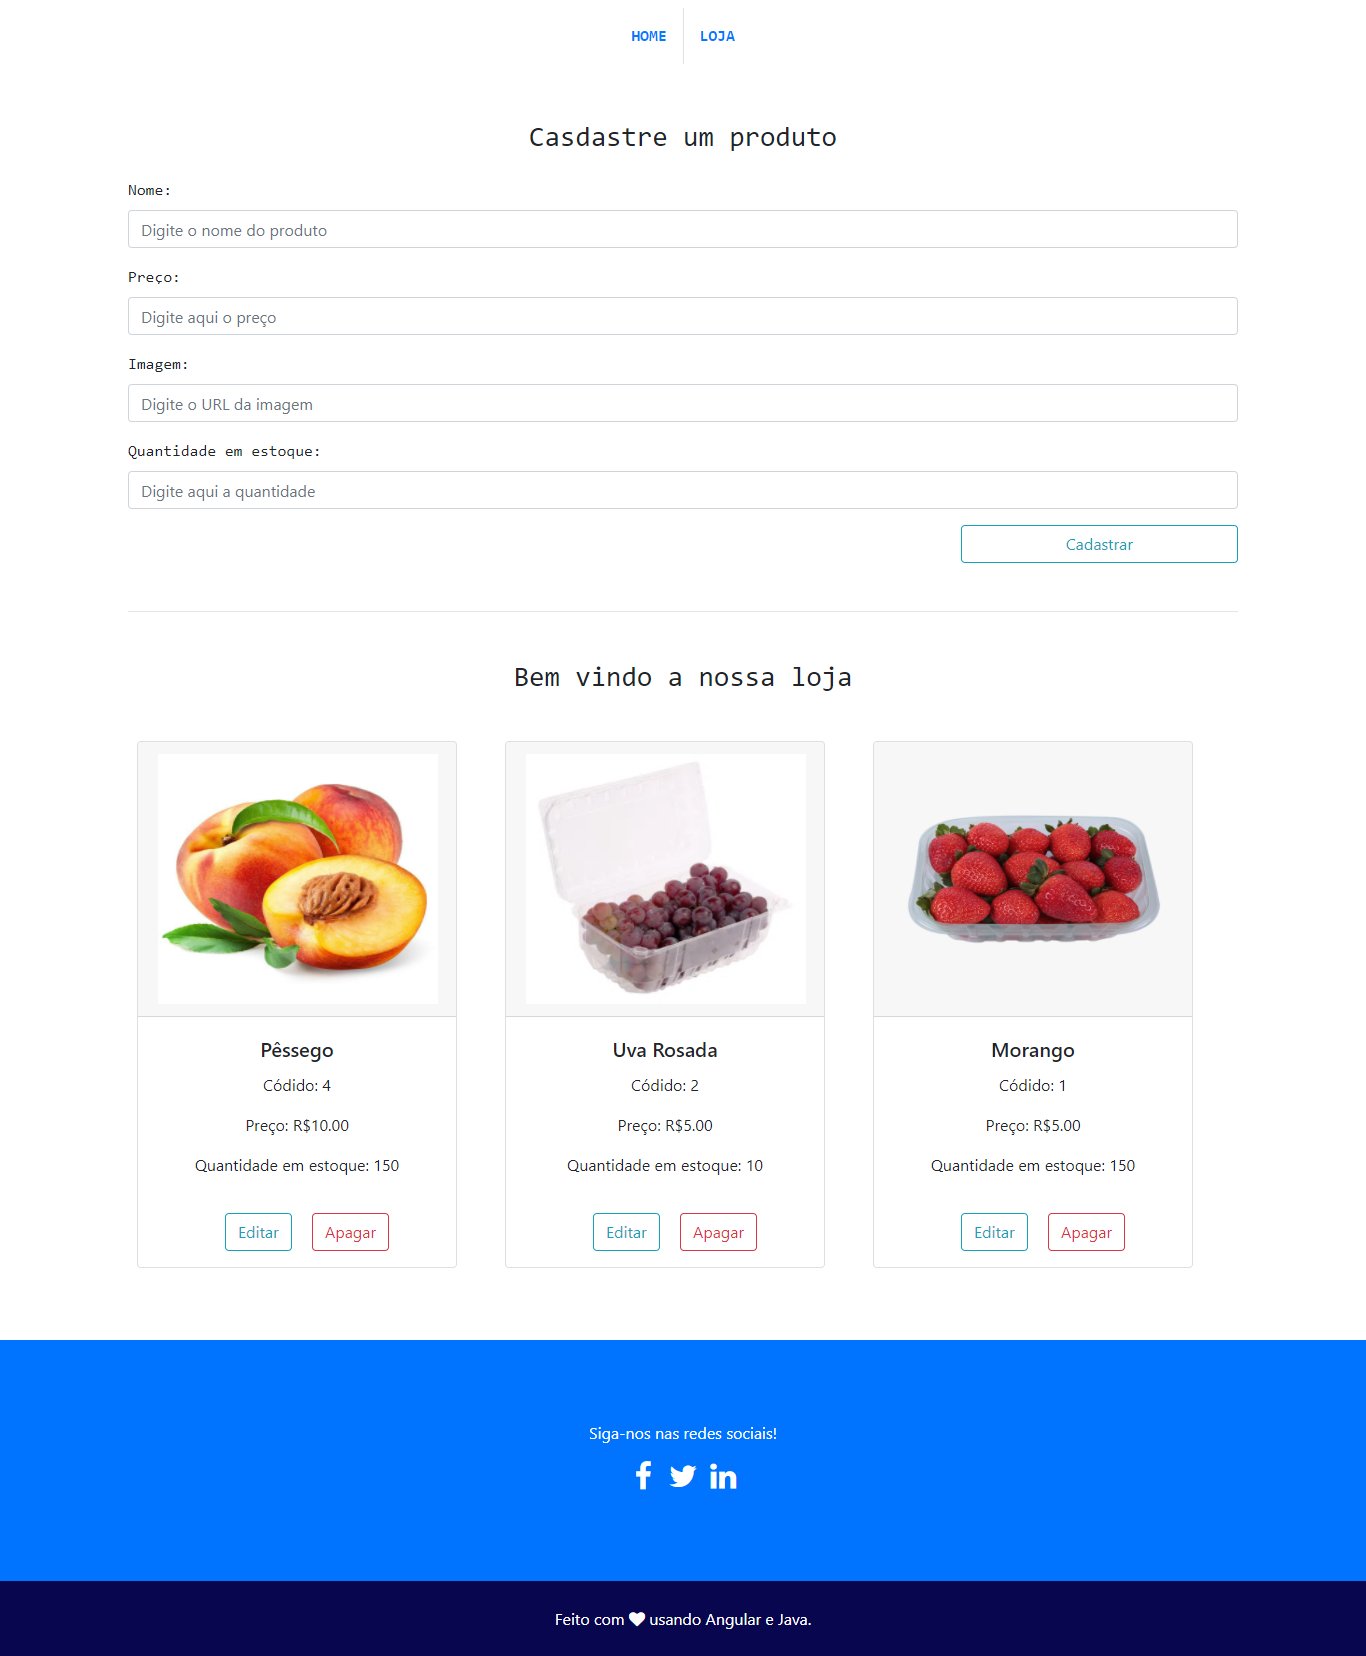 HOME LOJA
Casdastre um produto
Nome:
Digite o nome do produto
Preço:
Digite aqui o preço
Imagem:
Digite o URL da imagem
Quantidade em estoque:
Digite aqui a quantidade
Cadastrar
Bem vindo a nossa loja
Pêssego
Códido: 4
Preço: R$10.00
Quantidade em estoque: 150
Editar Apagar
Uva Rosada
Códido: 2
Preço: R$5.00
Quantidade em estoque: 10
Editar Apagar
Morango
Códido: 1
Preço: R$5.00
Quantidade em estoque: 150
Editar Apagar
Siga-nos nas redes sociais!
Feito com usando Angular e Java.